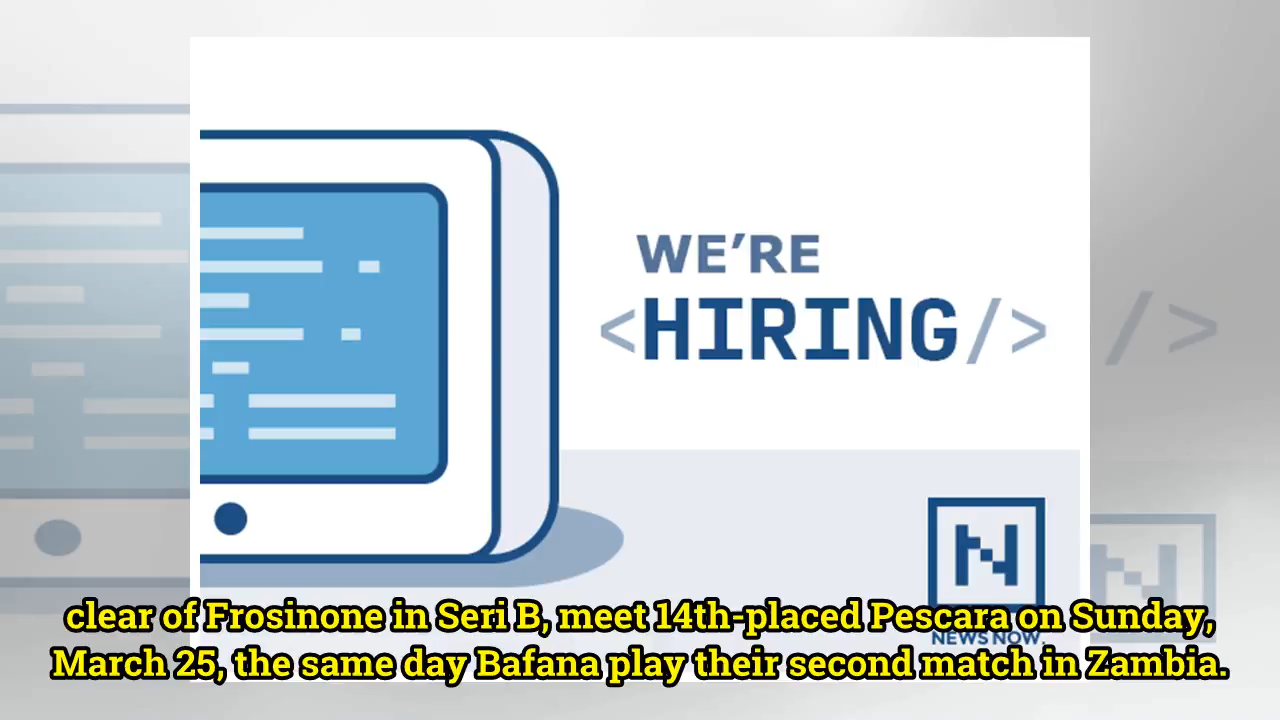 WE'RE
<HIRING/>
N
NEWS NOW.
clear of Frosinone in Seri B, meet 14th-placed Pescara on Sunday,
March 25, the same day Bafana play their second match in Zambia.
/>
N